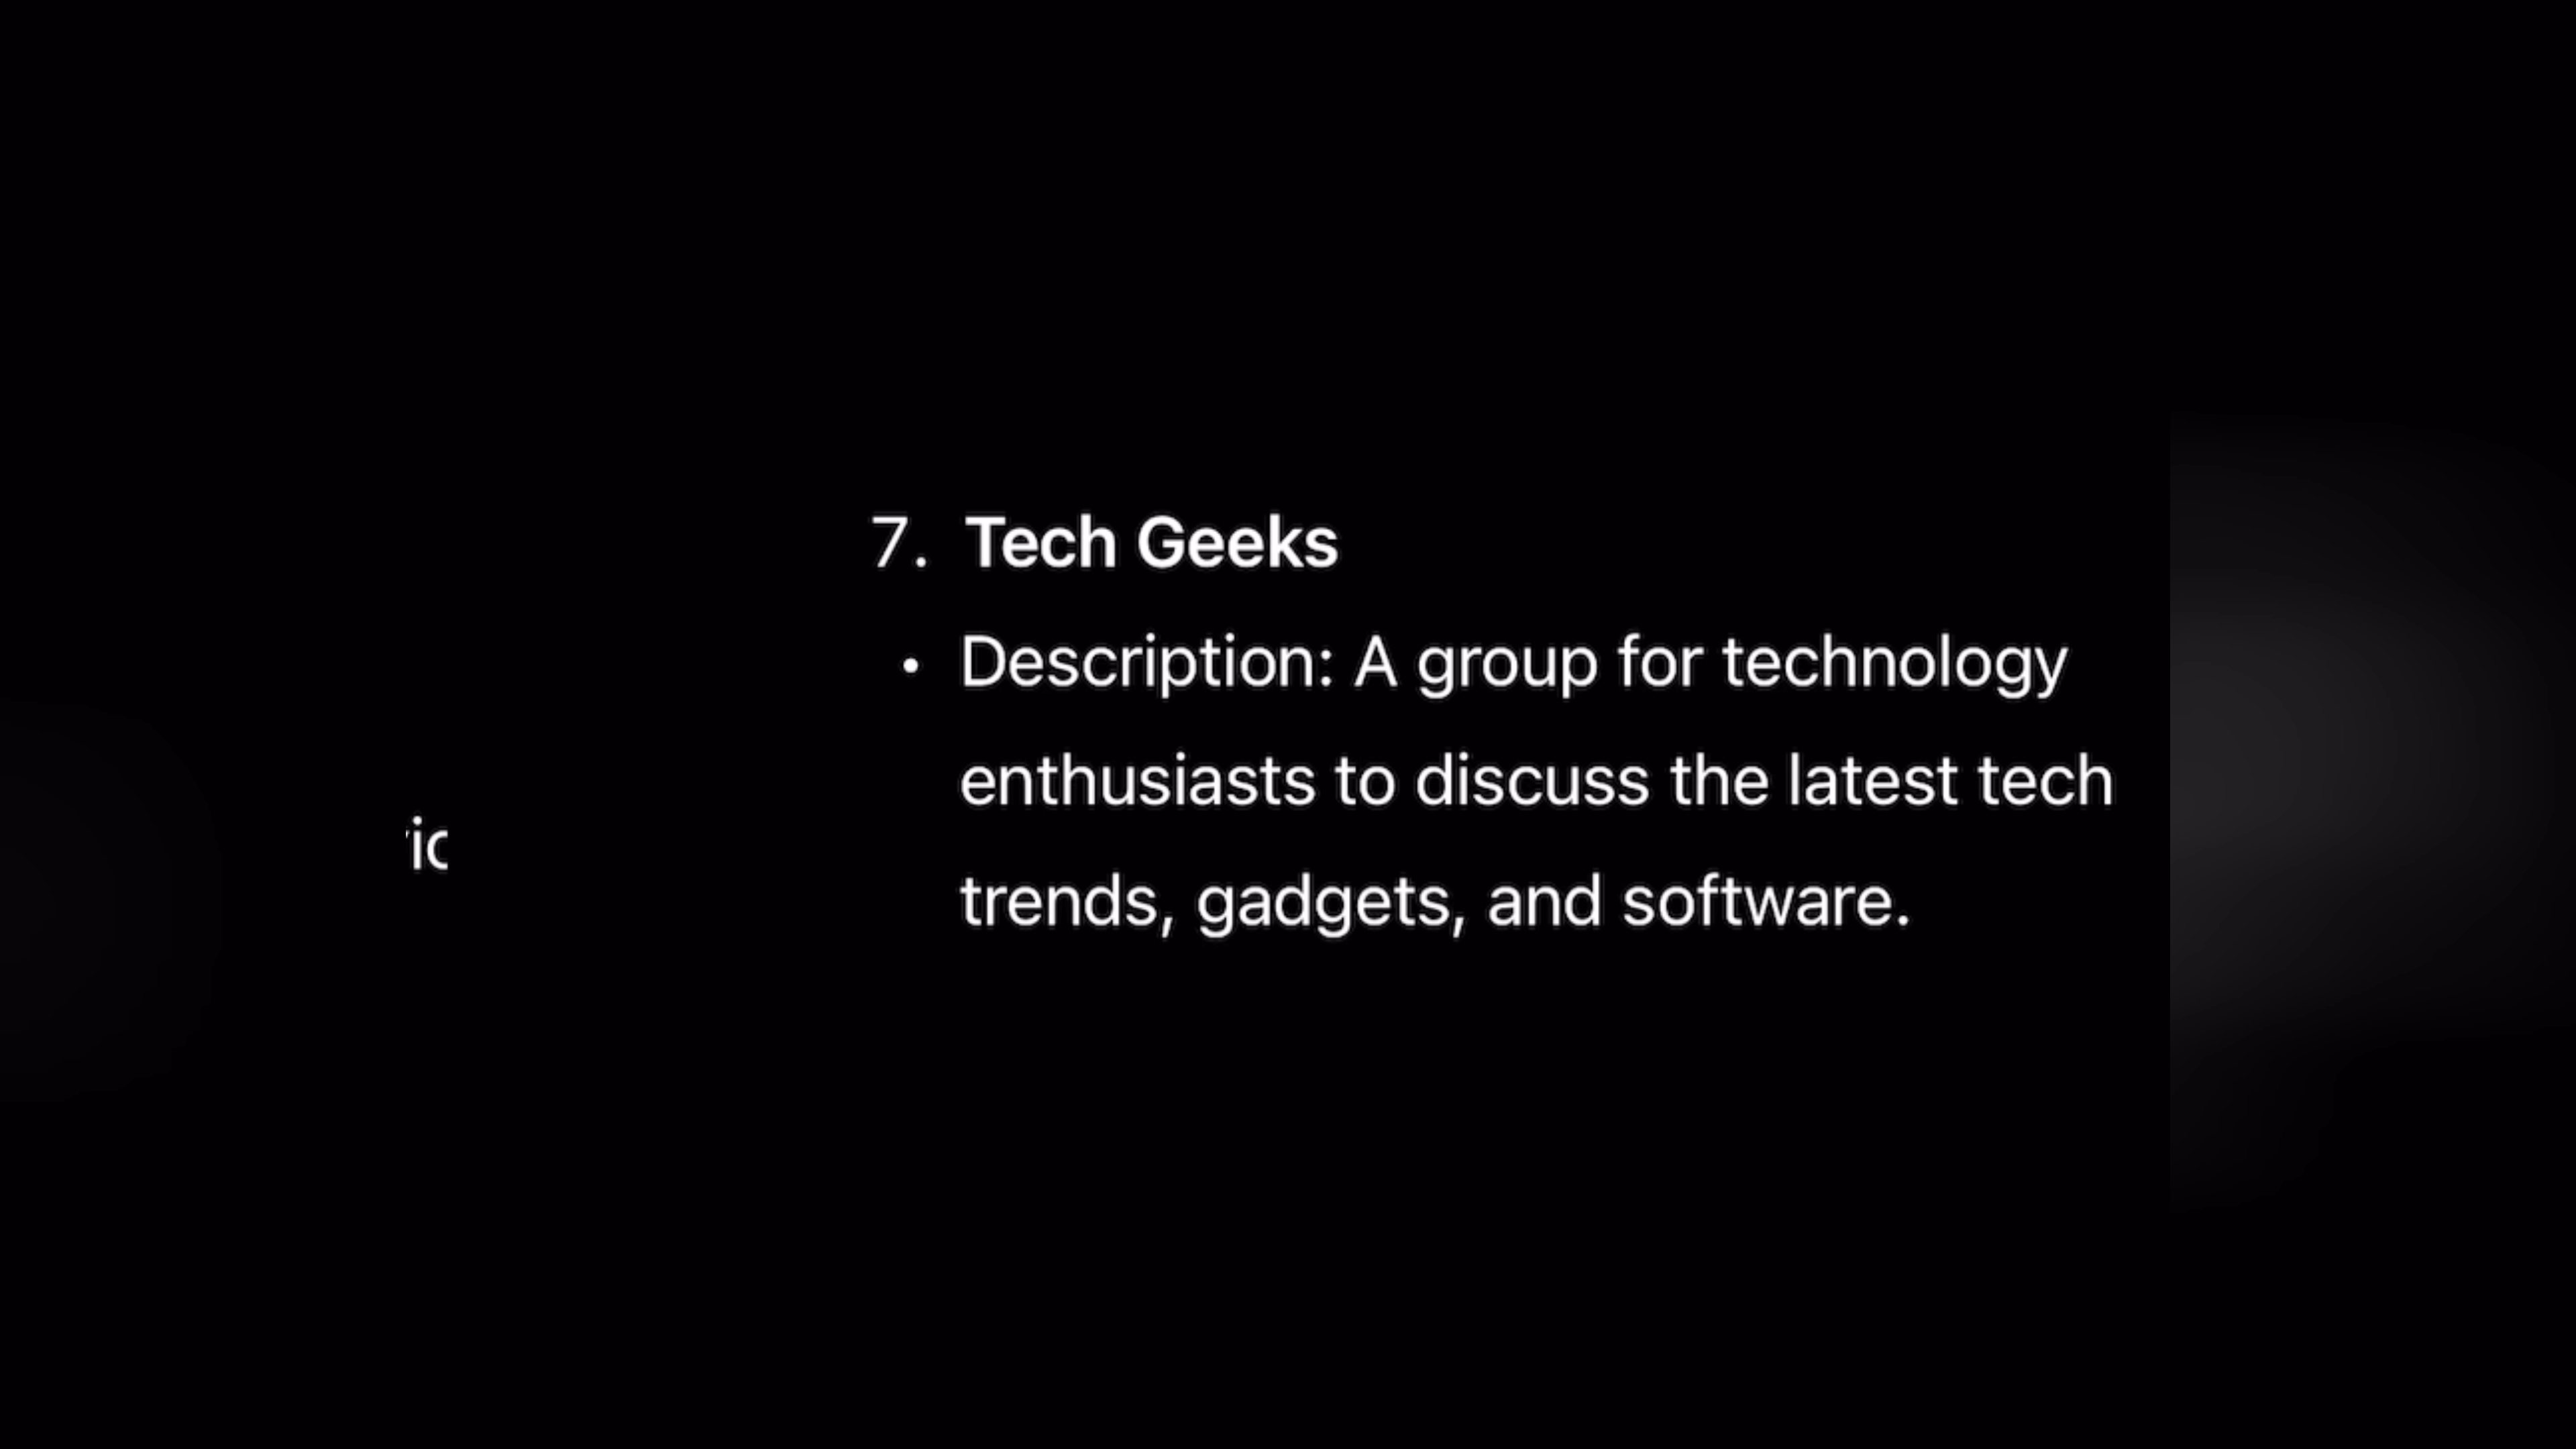 7. Tech Geeks
• Description: A group for technology
enthusiasts to discuss the latest tech
trends, gadgets, and software.